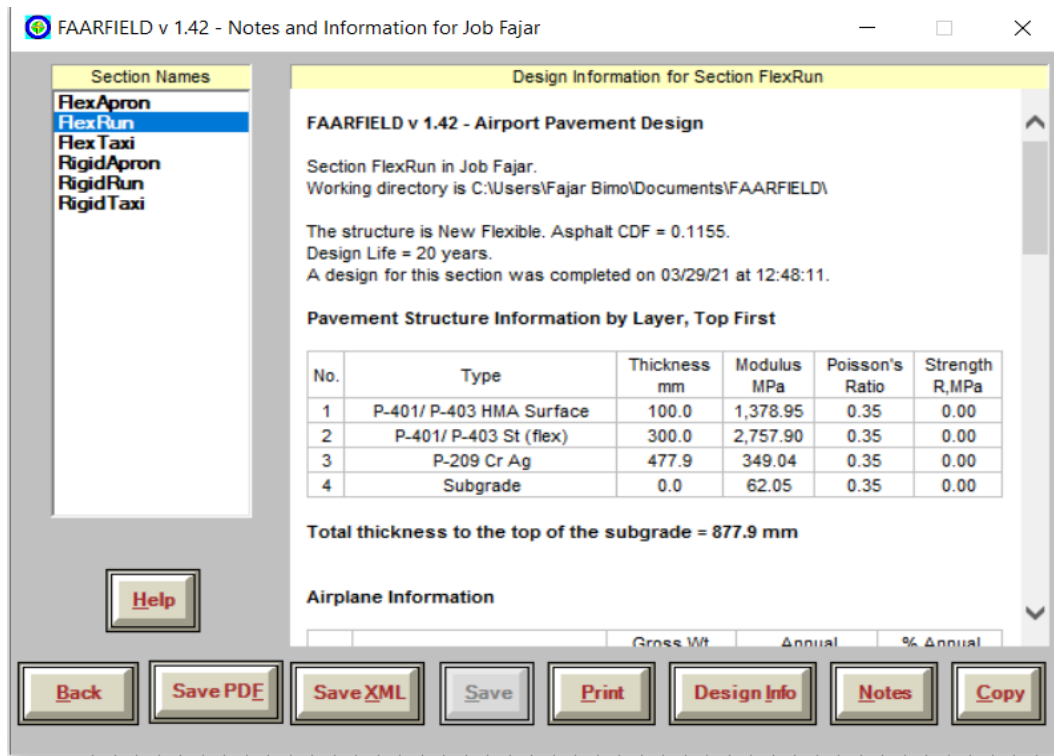 FAARFIELD v 1.42 - Notes and Information for Job Fajar
Section Names
FlexApron
FlexRun
FlexTaxi
RigidApron
RigidRun
RigidTaxi
Design Information for Section FlexRun
FAARFIELD v 1.42 - Airport Pavement Design
Section FlexRun in Job Fajar.
Working directory is C:\Users\Fajar Bimo\Documents\FAARFIELD\
The structure is New Flexible. Asphalt CDF = 0.1155.
Design Life = 20 years.
A design for this section was completed on 03/29/21 at 12:48:11.
Pavement Structure Information by Layer, Top First
No. Type Thickness mm Modulus MPa Poisson's Ratio Strength R,MPa
1 P-401/ P-403 HMA Surface 100.0 1,378.95 0.35 0.00
2 P-401/ P-403 St (flex) 300.0 2,757.90 0.35 0.00
3 P-209 Cr Ag 477.9 349.04 0.35 0.00
4 Subgrade 0.0 62.05 0.35 0.00
Total thickness to the top of the subgrade = 877.9 mm
Airplane Information
Gross Wt. Annual % Annual
Help
Back Save PDF Save XML Save Print Design Info Notes Copy